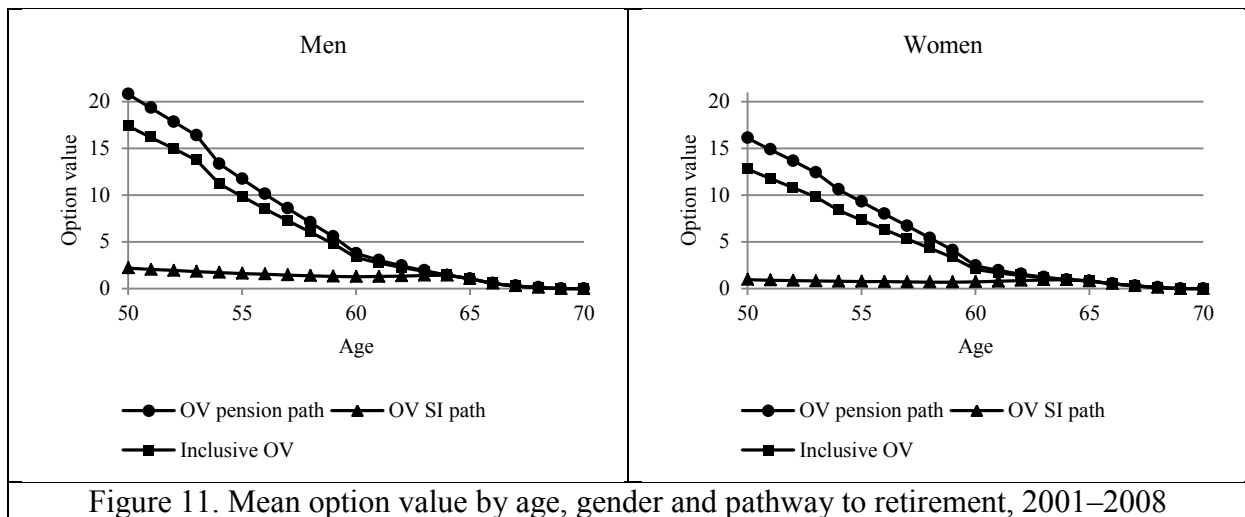 Men
20
15
10
5
0
50 55 60 65 70
Option value
Age
OV pension path OV SI path
Inclusive OV
Women
20
15
10
5
0
50 55 60 65 70
Option value
Age
OV pension path OV SI path
Inclusive OV
Figure 11. Mean option value by age, gender and pathway to retirement, 2001–2008